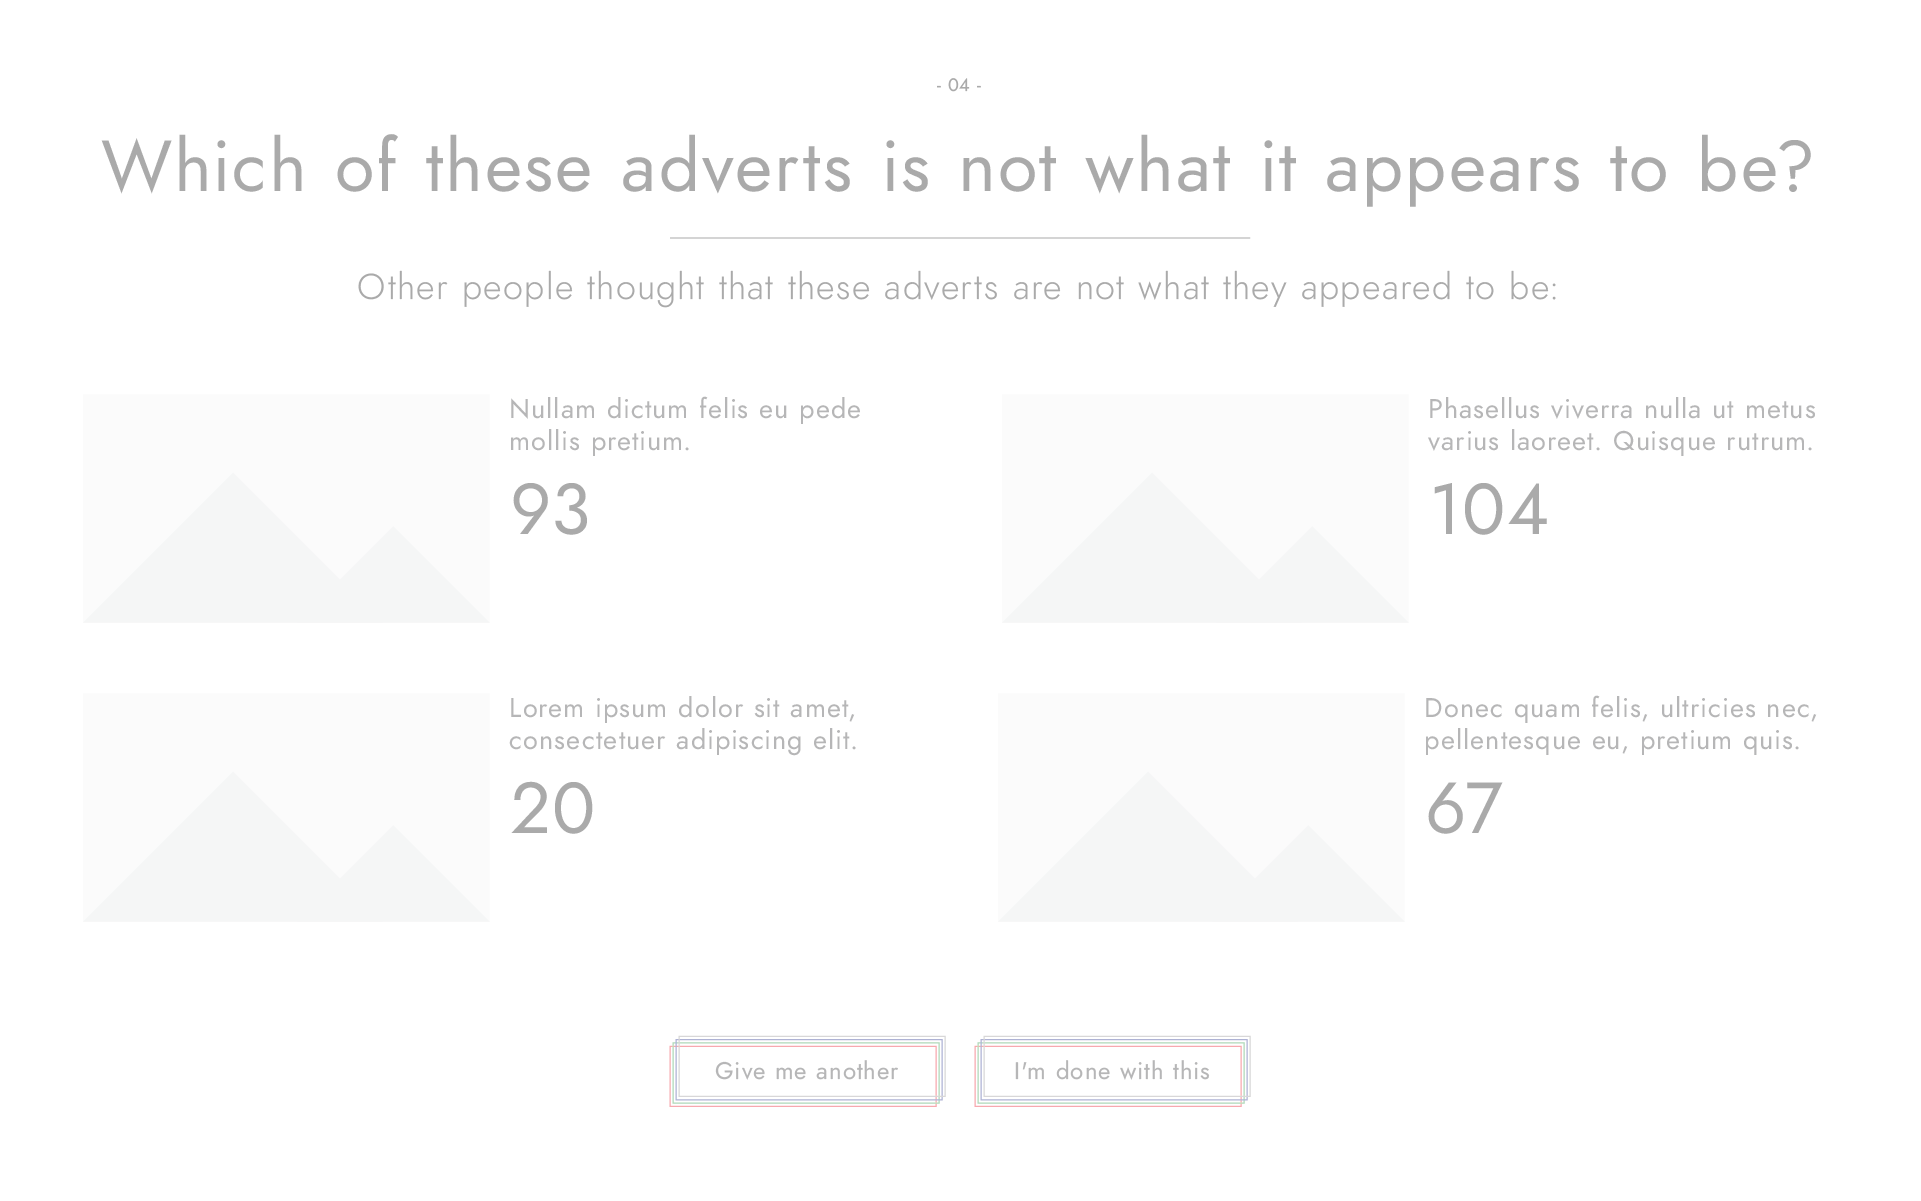 - 04 -
Which of these adverts is not what it appears to be?
Other people thought that these adverts are not what they appeared to be:
Nullam dictum felis eu pede
mollis pretium.
93
Phasellus viverra nulla ut metus
varius laoreet. Quisque rutrum.
104
Lorem ipsum dolor sit amet,
consectetuer adipiscing elit.
20
Donec quam felis, ultricies nec,
pellentesque eu, pretium quis.
67
Give me another
I'm done with this